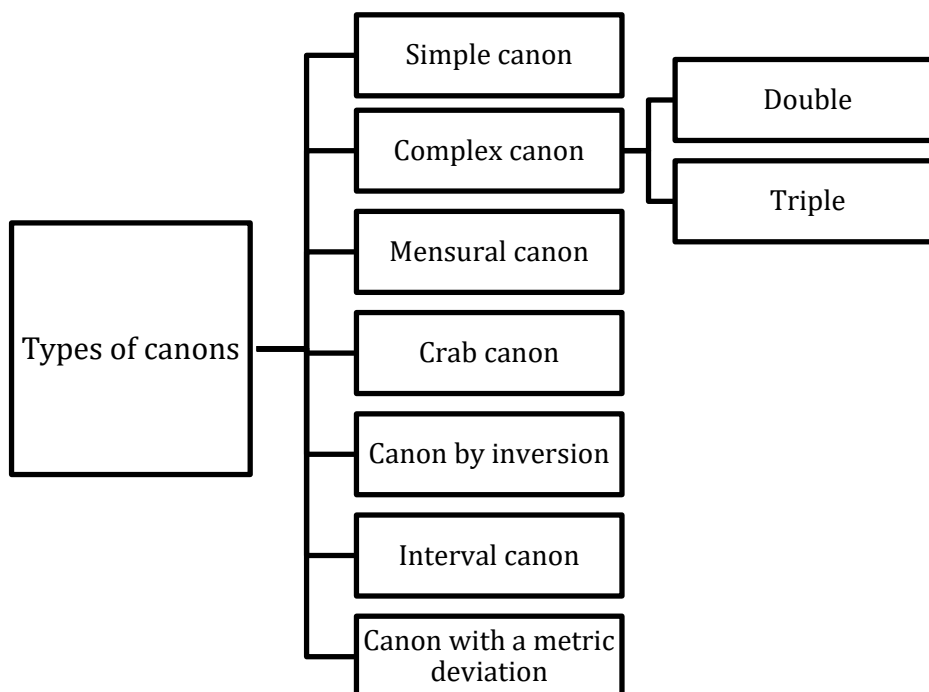 Types of canons
Simple canon
Complex canon
Double
Triple
Mensural canon
Crab canon
Canon by inversion
Interval canon
Canon with a metric
deviation